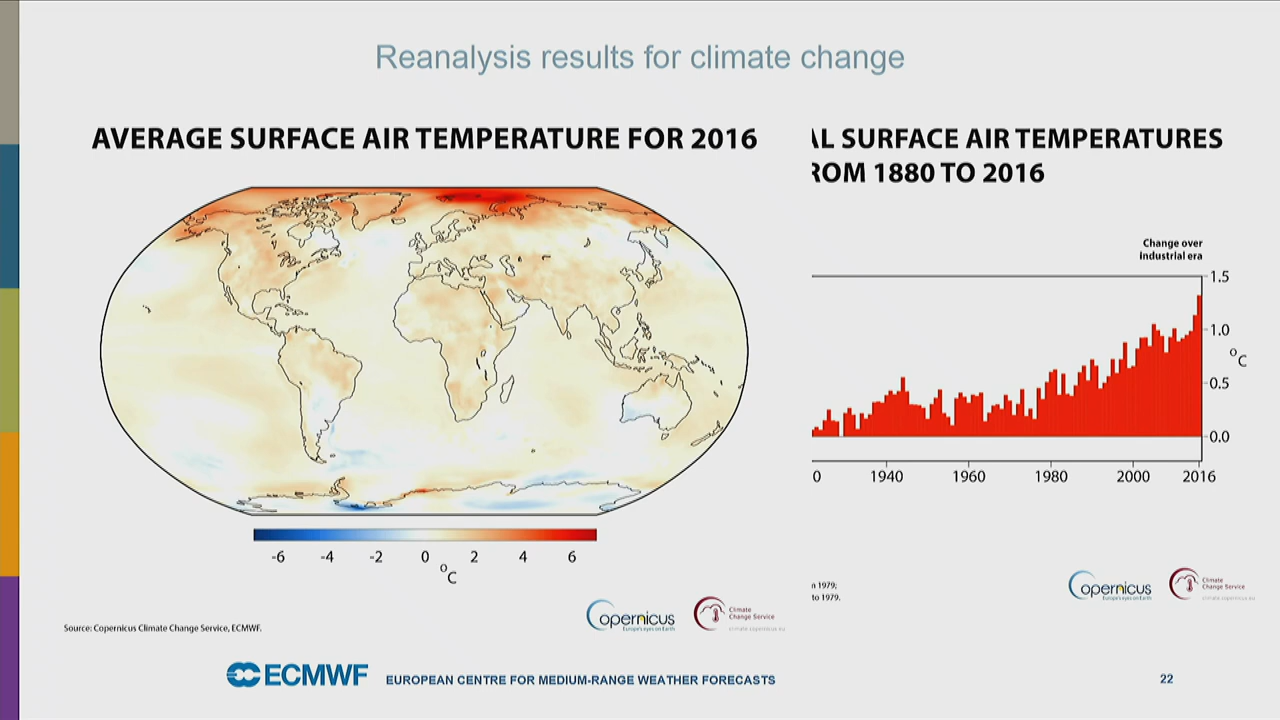 Reanalysis results for climate change
AVERAGE SURFACE AIR TEMPERATURE FOR 2016
AL SURFACE AIR TEMPERATURES
ROM 1880 TO 2016
Change over
industrial era
1.5
1.0
°C
0.5
0.0
0 1940 1960 1980 2000 2016
-6 -4 -2 0 2 4 6
°C
n 1979;
to 1979.
Copernicus
Europe's eyes on Earth
Climate
Change Service
climate.copernicus.eu
Copernicus
Europe's eyes on Earth
Climate
Change Service
climate.copernicus.eu
Source: Copernicus Climate Change Service, ECMWF.
ECMWF EUROPEAN CENTRE FOR MEDIUM-RANGE WEATHER FORECASTS
22